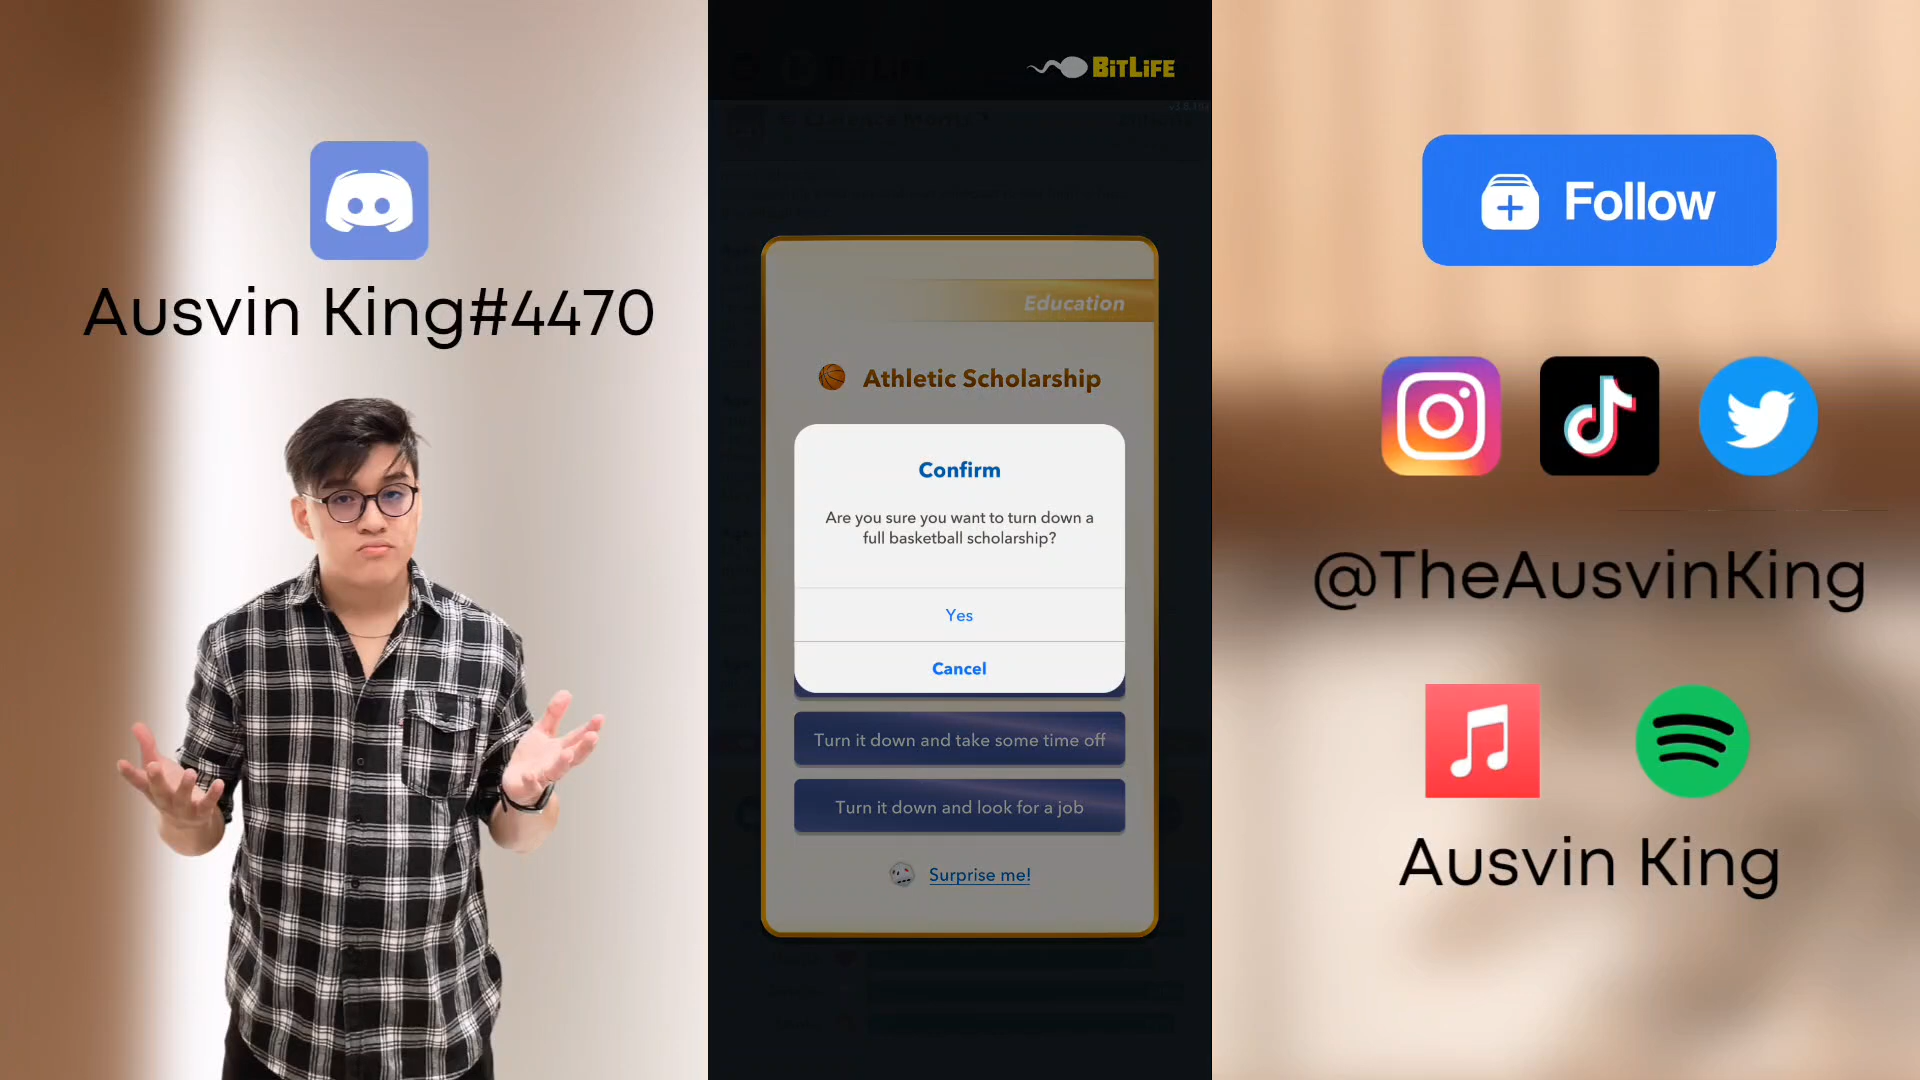 Ausvin King#4470
BITLIFE
Education
Athletic Scholarship
Confirm
Are you sure you want to turn down a
full basketball scholarship?
Yes
Cancel
Turn it down and take some time off
Turn it down and look for a job
Surprise me!
Follow
@TheAusvinKing
Ausvin King